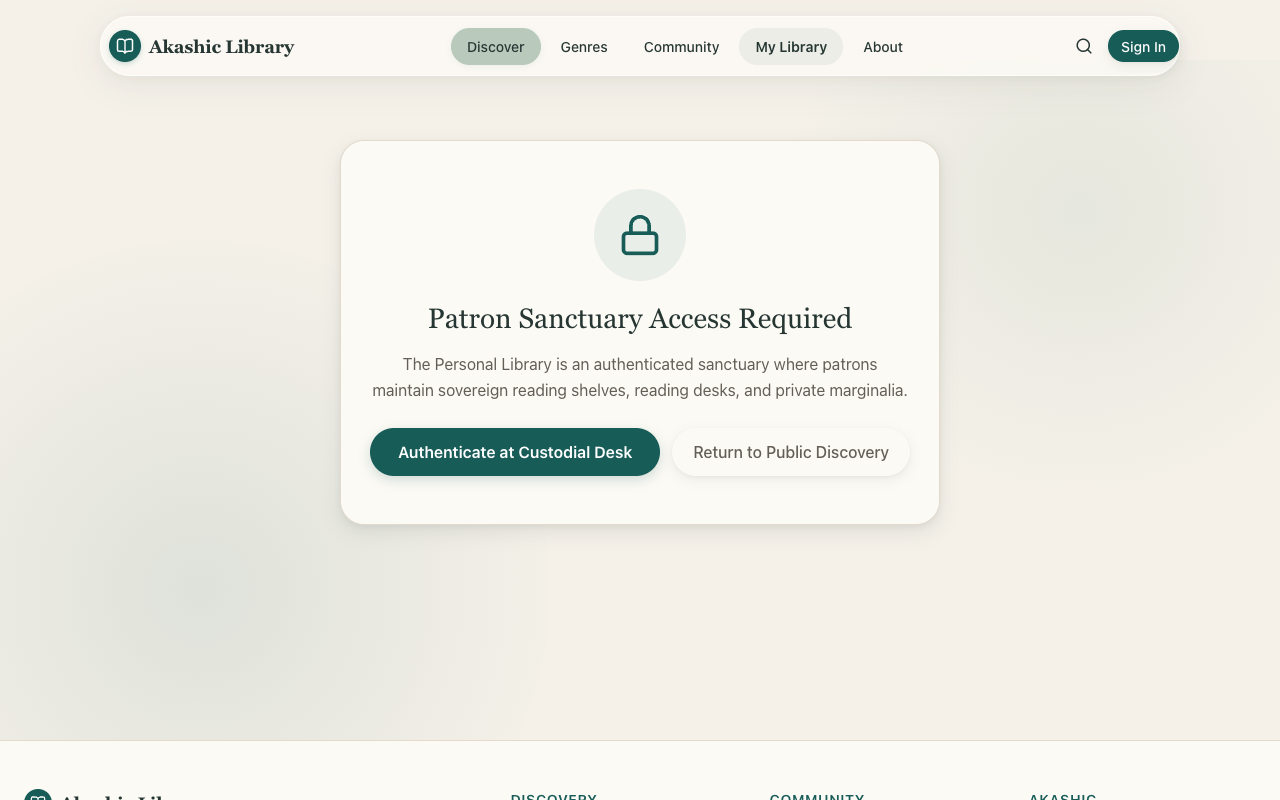 Akashic Library
Discover
Genres
Community
My Library
About
Sign In
Patron Sanctuary Access Required
The Personal Library is an authenticated sanctuary where patrons
maintain sovereign reading shelves, reading desks, and private marginalia.
Authenticate at Custodial Desk
Return to Public Discovery
DISCOVERY
COMMUNITY
AKASHIC